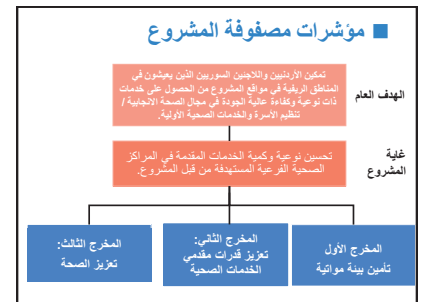 مؤشرات مصفوفة المشروع
الهدف العام
تمكين الأردنيين واللاجنين السوريين الذين يعيشون في
المناطق الريفية في مواقع المشروع من الحصول على خدمات
ذات نوعية وكفاءة عالية الجودة في مجال الصحة الانجابية /
تنظيم الأسرة والخدمات الصحية الأولية.
غاية
المشروع
تحسين نوعية وكمية الخدمات المقدمة في المراكز
الصحية الفرعية المستهدفة من قبل المشروع.
المخرج الأول
تأمين بيئة مواتية
المخرج الثاني:
تعزيز قدرات مقدمي
الخدمات الصحية
المخرج الثالث:
تعزيز الصحة